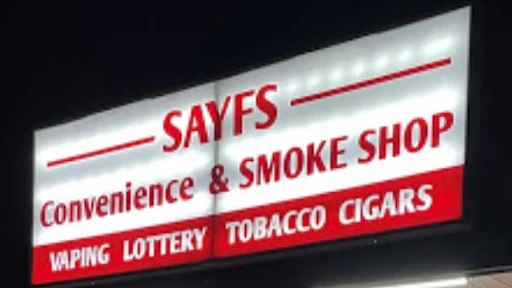 SAYFS
Convenience & SMOKE SHOP
VAPING LOTTERY TOBACCO CIGARS